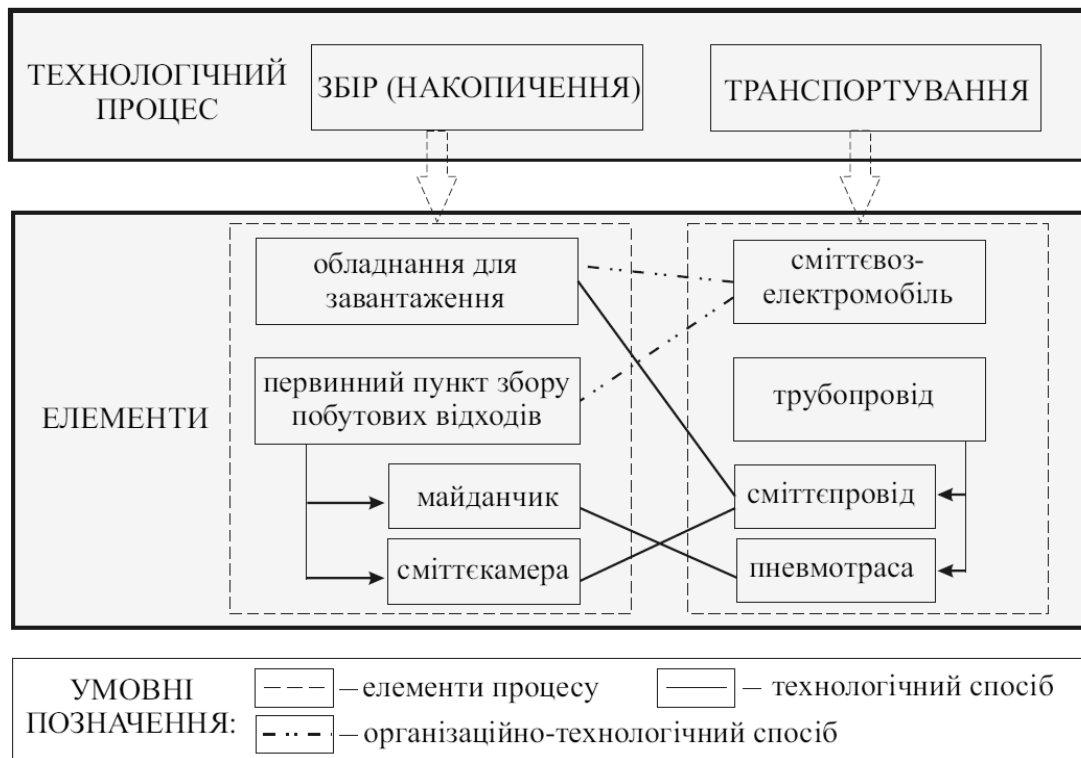 ТЕХНОЛОГІЧНИЙ
ПРОЦЕС
ЗБІР (НАКОПИЧЕННЯ)
ТРАНСПОРТУВАННЯ
ЕЛЕМЕНТИ
обладнання для
завантаження
первинний пункт збору
побутових відходів
майданчик
сміттєкамера
сміттєвоз-
електромобіль
трубопровід
сміттєпровід
пневмотраса
УМОВНІ
ПОЗНАЧЕННЯ:
– елементи процесу
– технологічний спосіб
– організаційно-технологічний спосіб